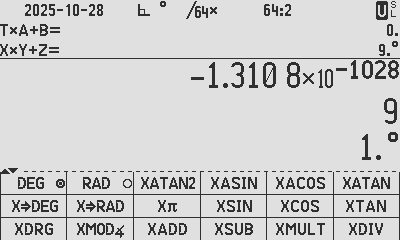 2025-10-28 ⊾ ° /64× 64:2 U S L
T×A+B= 0.
X×Y+Z= 9.°
-1.310 8×10^-1028
9
1.°
DEG RAD XATAN2 XASIN XACOS XATAN
X→DEG X→RAD Xπ XSIN XCOS XTAN
XDRG XMOD∡ XADD XSUB XMULT XDIV